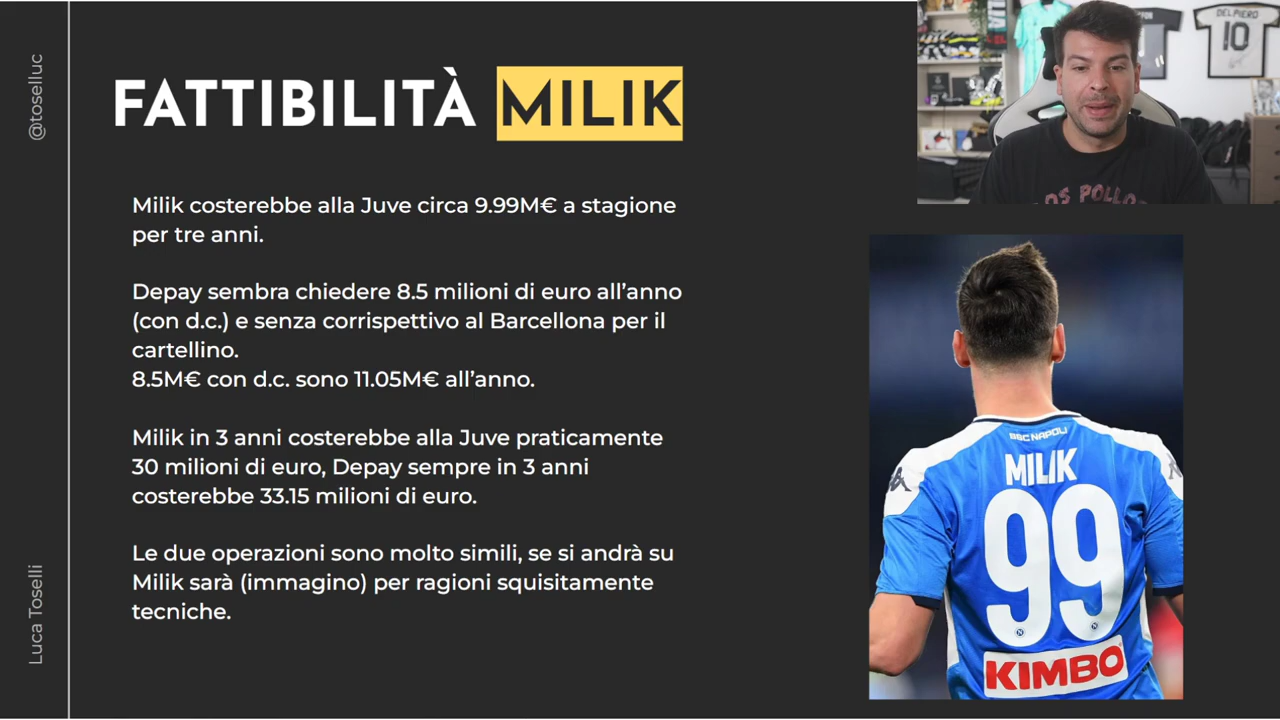 @toselluc
Luca Toselli
FATTIBILITÀ MILIK
Milik costerebbe alla Juve circa 9.99M€ a stagione
per tre anni.
Depay sembra chiedere 8.5 milioni di euro all’anno
(con d.c.) e senza corrispettivo al Barcellona per il
cartellino.
8.5M€ con d.c. sono 11.05M€ all’anno.
Milik in 3 anni costerebbe alla Juve praticamente
30 milioni di euro, Depay sempre in 3 anni
costerebbe 33.15 milioni di euro.
Le due operazioni sono molto simili, se si andrà su
Milik sarà (immagino) per ragioni squisitamente
tecniche.
DEL PIERO
10
SSC NAPOLI
MILIK
99
KIMBO